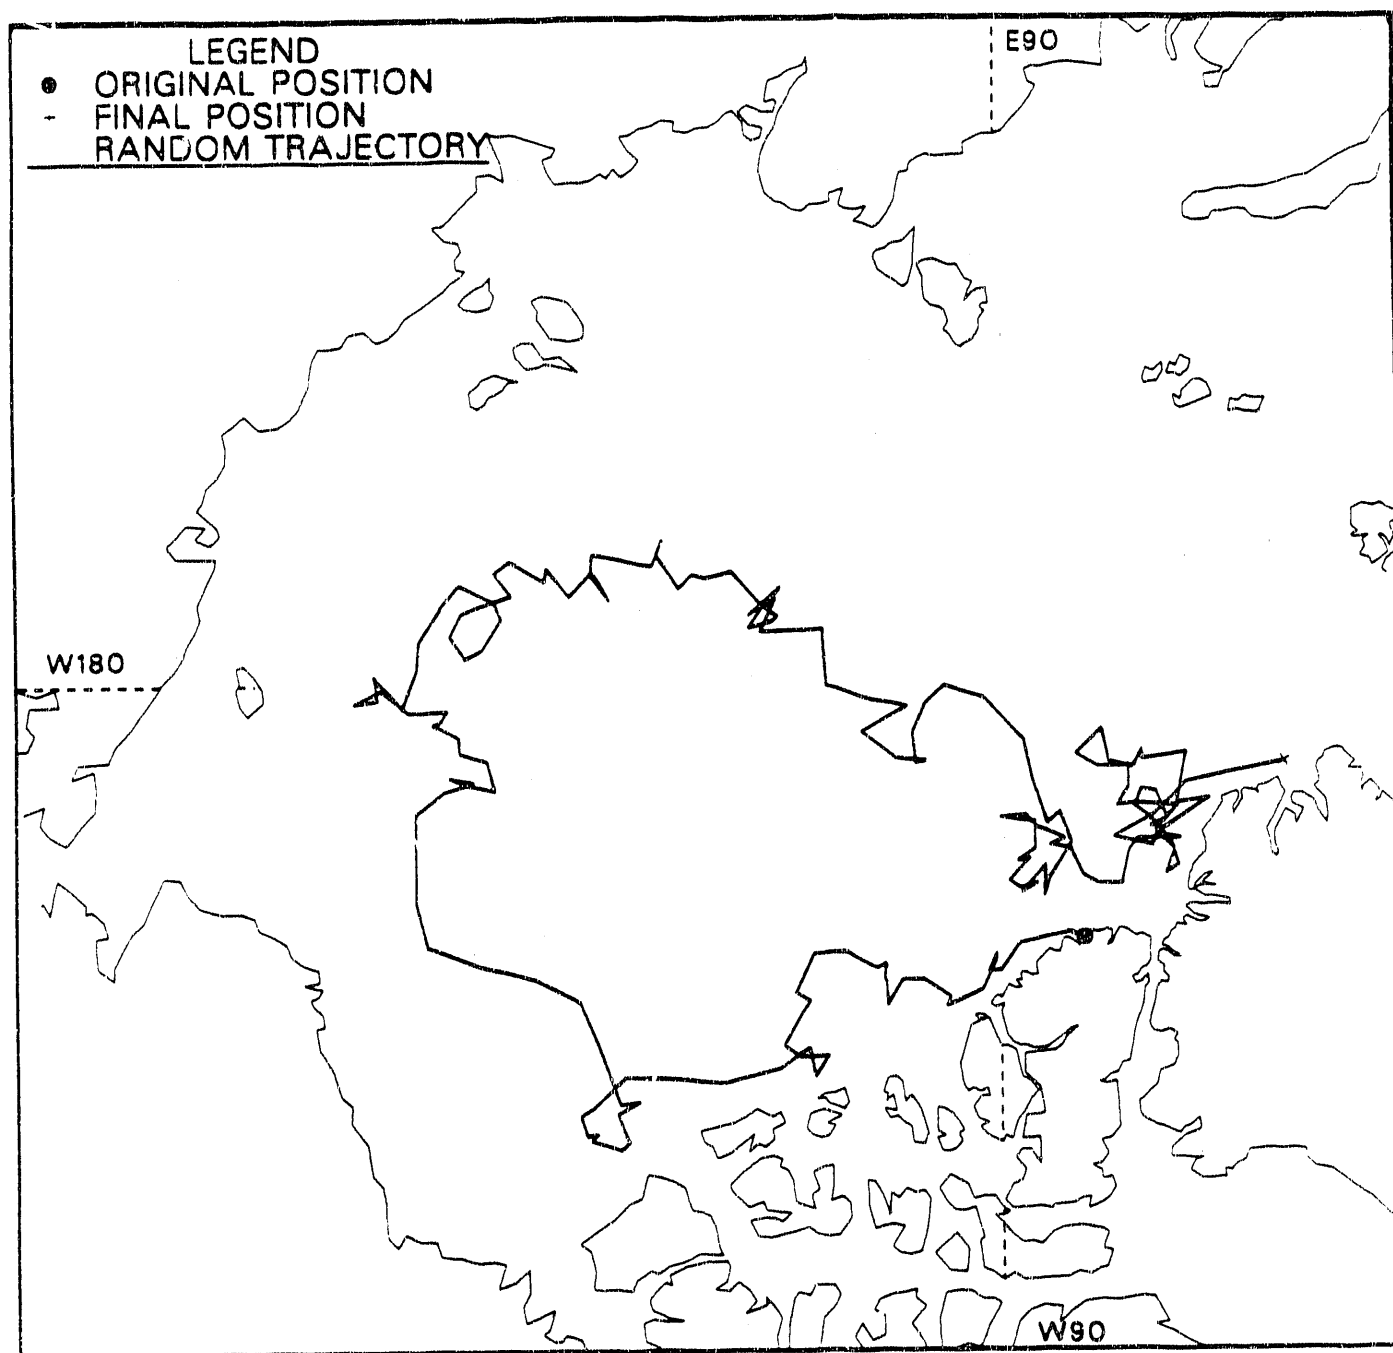 LEGEND
ORIGINAL POSITION
- FINAL POSITION
RANDOM TRAJECTORY
E90
W180
W90